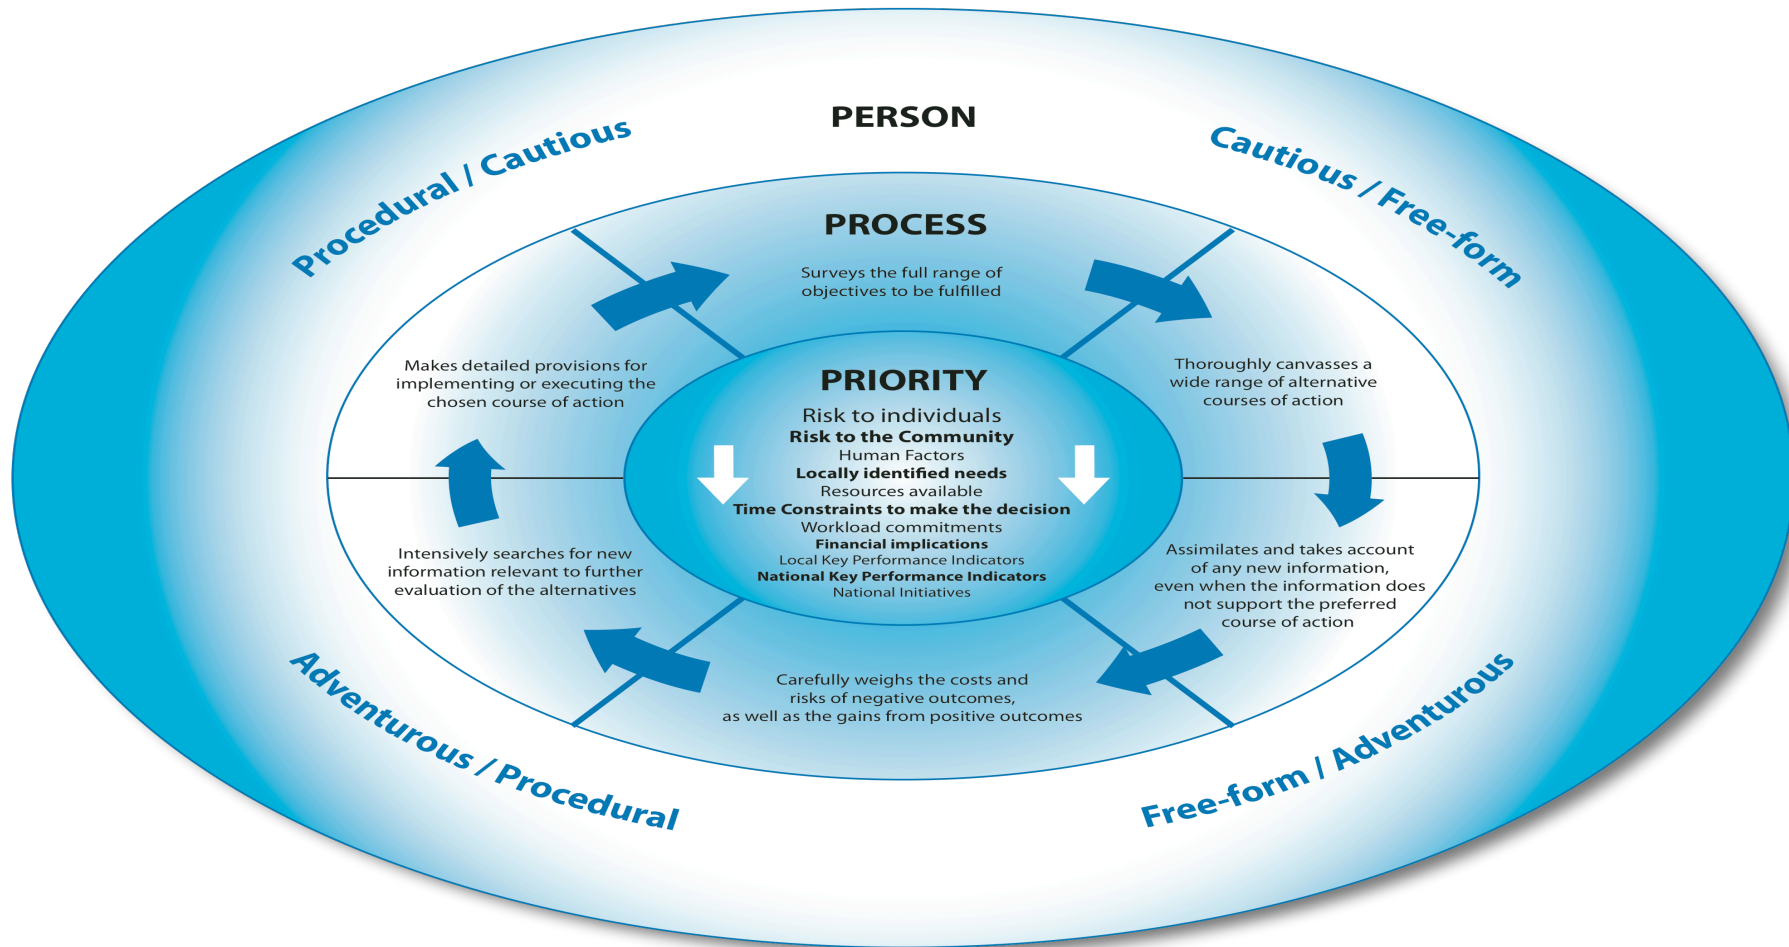 PERSON
Procedural / Cautious
Cautious / Free-form
PROCESS
Surveys the full range of
objectives to be fulfilled
Thoroughly canvasses a
wide range of alternative
courses of action
Assimilates and takes account
of any new information,
even when the information does
not support the preferred
course of action
Carefully weighs the costs and
risks of negative outcomes,
as well as the gains from positive outcomes
Intensively searches for new
information relevant to further
evaluation of the alternatives
Makes detailed provisions for
implementing or executing the
chosen course of action
PRIORITY
Risk to individuals
Risk to the Community
Human Factors
Locally identified needs
Resources available
Time Constraints to make the decision
Workload commitments
Financial implications
Local Key Performance Indicators
National Key Performance Indicators
National Initiatives
Adventurous / Procedural
Free-form / Adventurous